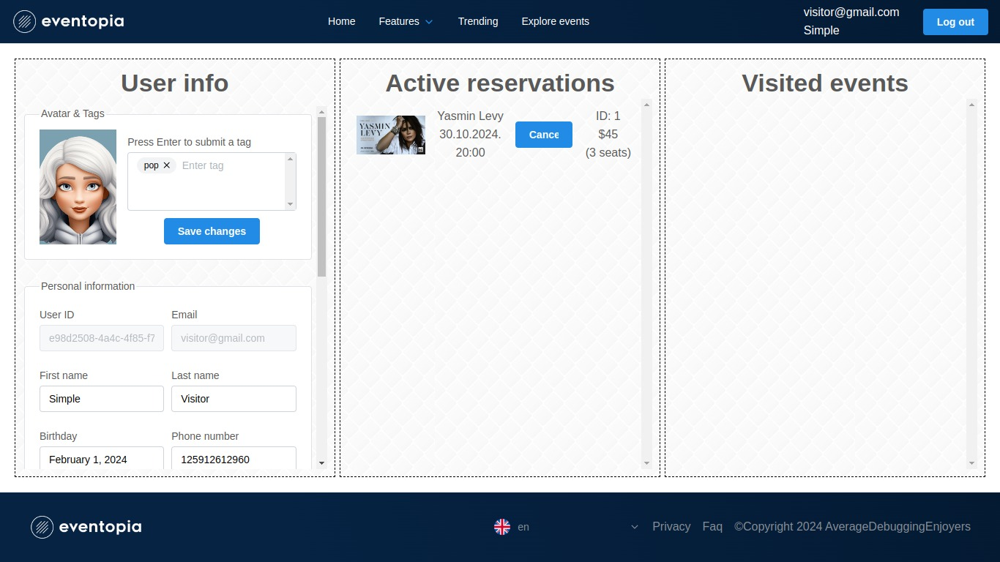 eventopia
Home
Features
Trending
Explore events
visitor@gmail.com
Simple
Log out
User info
Avatar & Tags
Press Enter to submit a tag
pop
Enter tag
Save changes
Personal information
User ID
Email
e98d2508-4a4c-4f85-f7
visitor@gmail.com
First name
Last name
Simple
Visitor
Birthday
Phone number
February 1, 2024
125912612960
Active reservations
YASMIN
LEVY
Yasmin Levy
30.10.2024.
20:00
Cance
ID: 1
$45
(3 seats)
Visited events
eventopia
en
Privacy
Faq
©Copyright 2024 AverageDebuggingEnjoyers